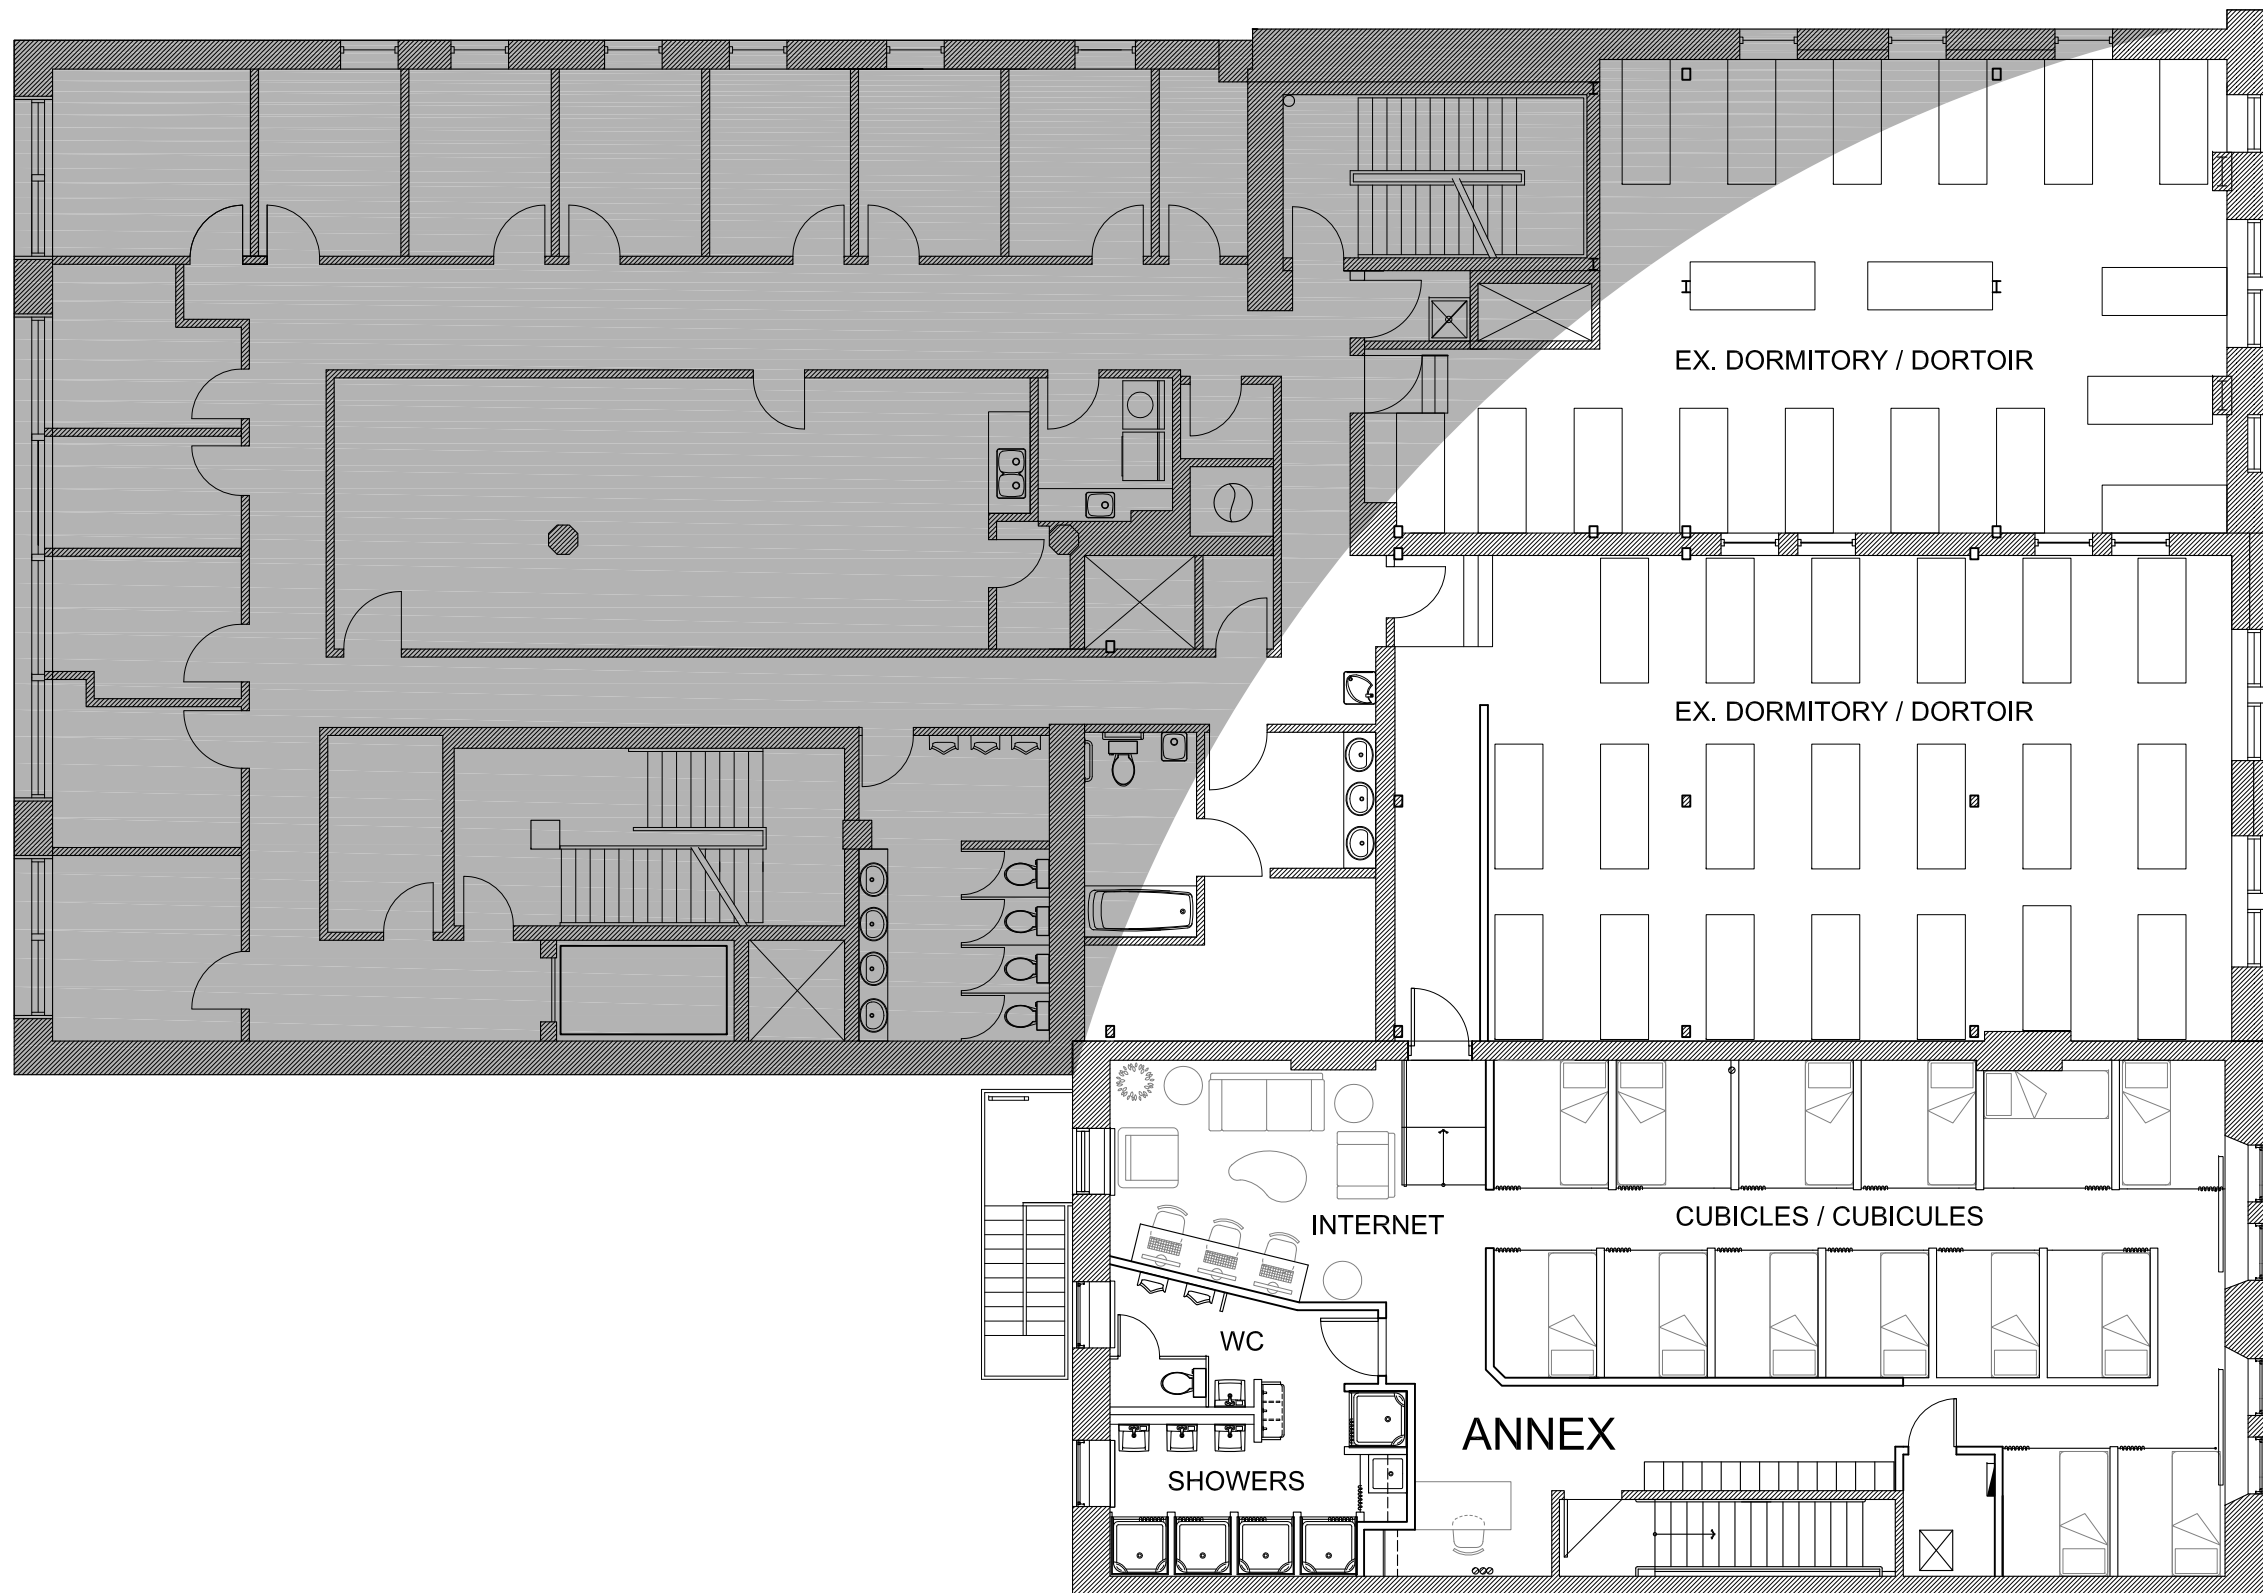 EX. DORMITORY / DORTOIR
EX. DORMITORY / DORTOIR
INTERNET
CUBICLES / CUBICULES
WC
ANNEX
SHOWERS